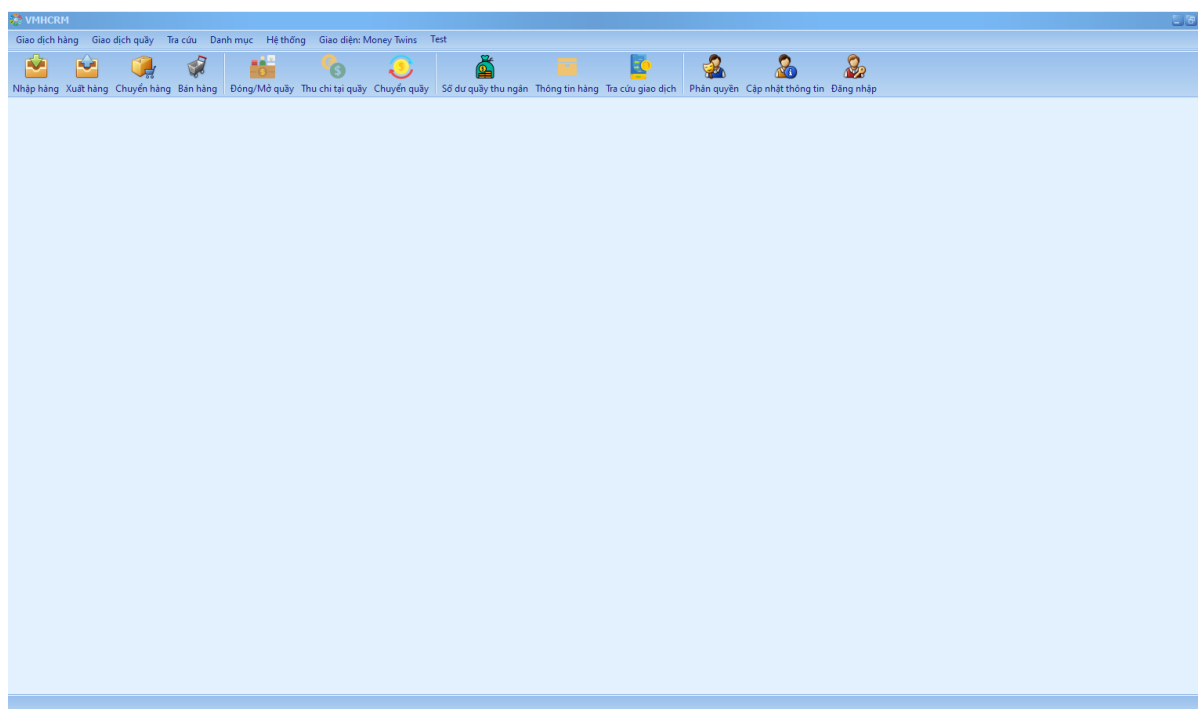 VMHCRM
Giao dịch hàng Giao dịch quầy Tra cứu Danh mục Hệ thống Giao diện: Money Twins Test
Nhập hàng Xuất hàng Chuyển hàng Bán hàng Đóng/Mở quầy Thu chi tại quầy Chuyển quầy Số dư quầy thu ngân Thông tin hàng Tra cứu giao dịch Phân quyền Cập nhật thông tin Đăng nhập